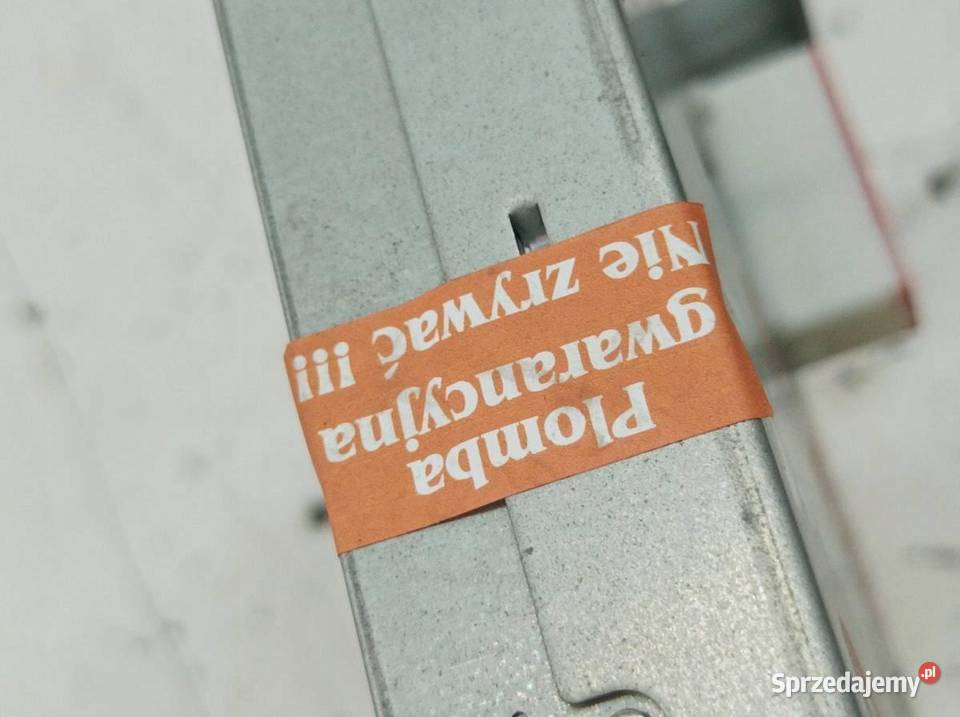 Plomba
gwarancyjna
Nie zrywać !!!
Sprzedajemy.pl